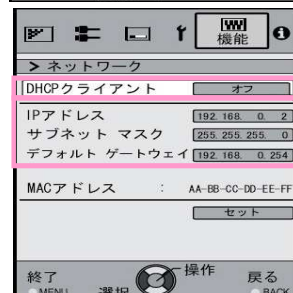 機能
> ネットワーク
DHCPクライアント オフ
IPアドレス 192. 168. 0. 2
サブネット マスク 255. 255. 255. 0
デフォルト ゲートウェイ 192. 168. 0. 254
MACアドレス : AA-BB-CC-DD-EE-FF
セット
操作
終了 戻る
MENU 選択 BACK